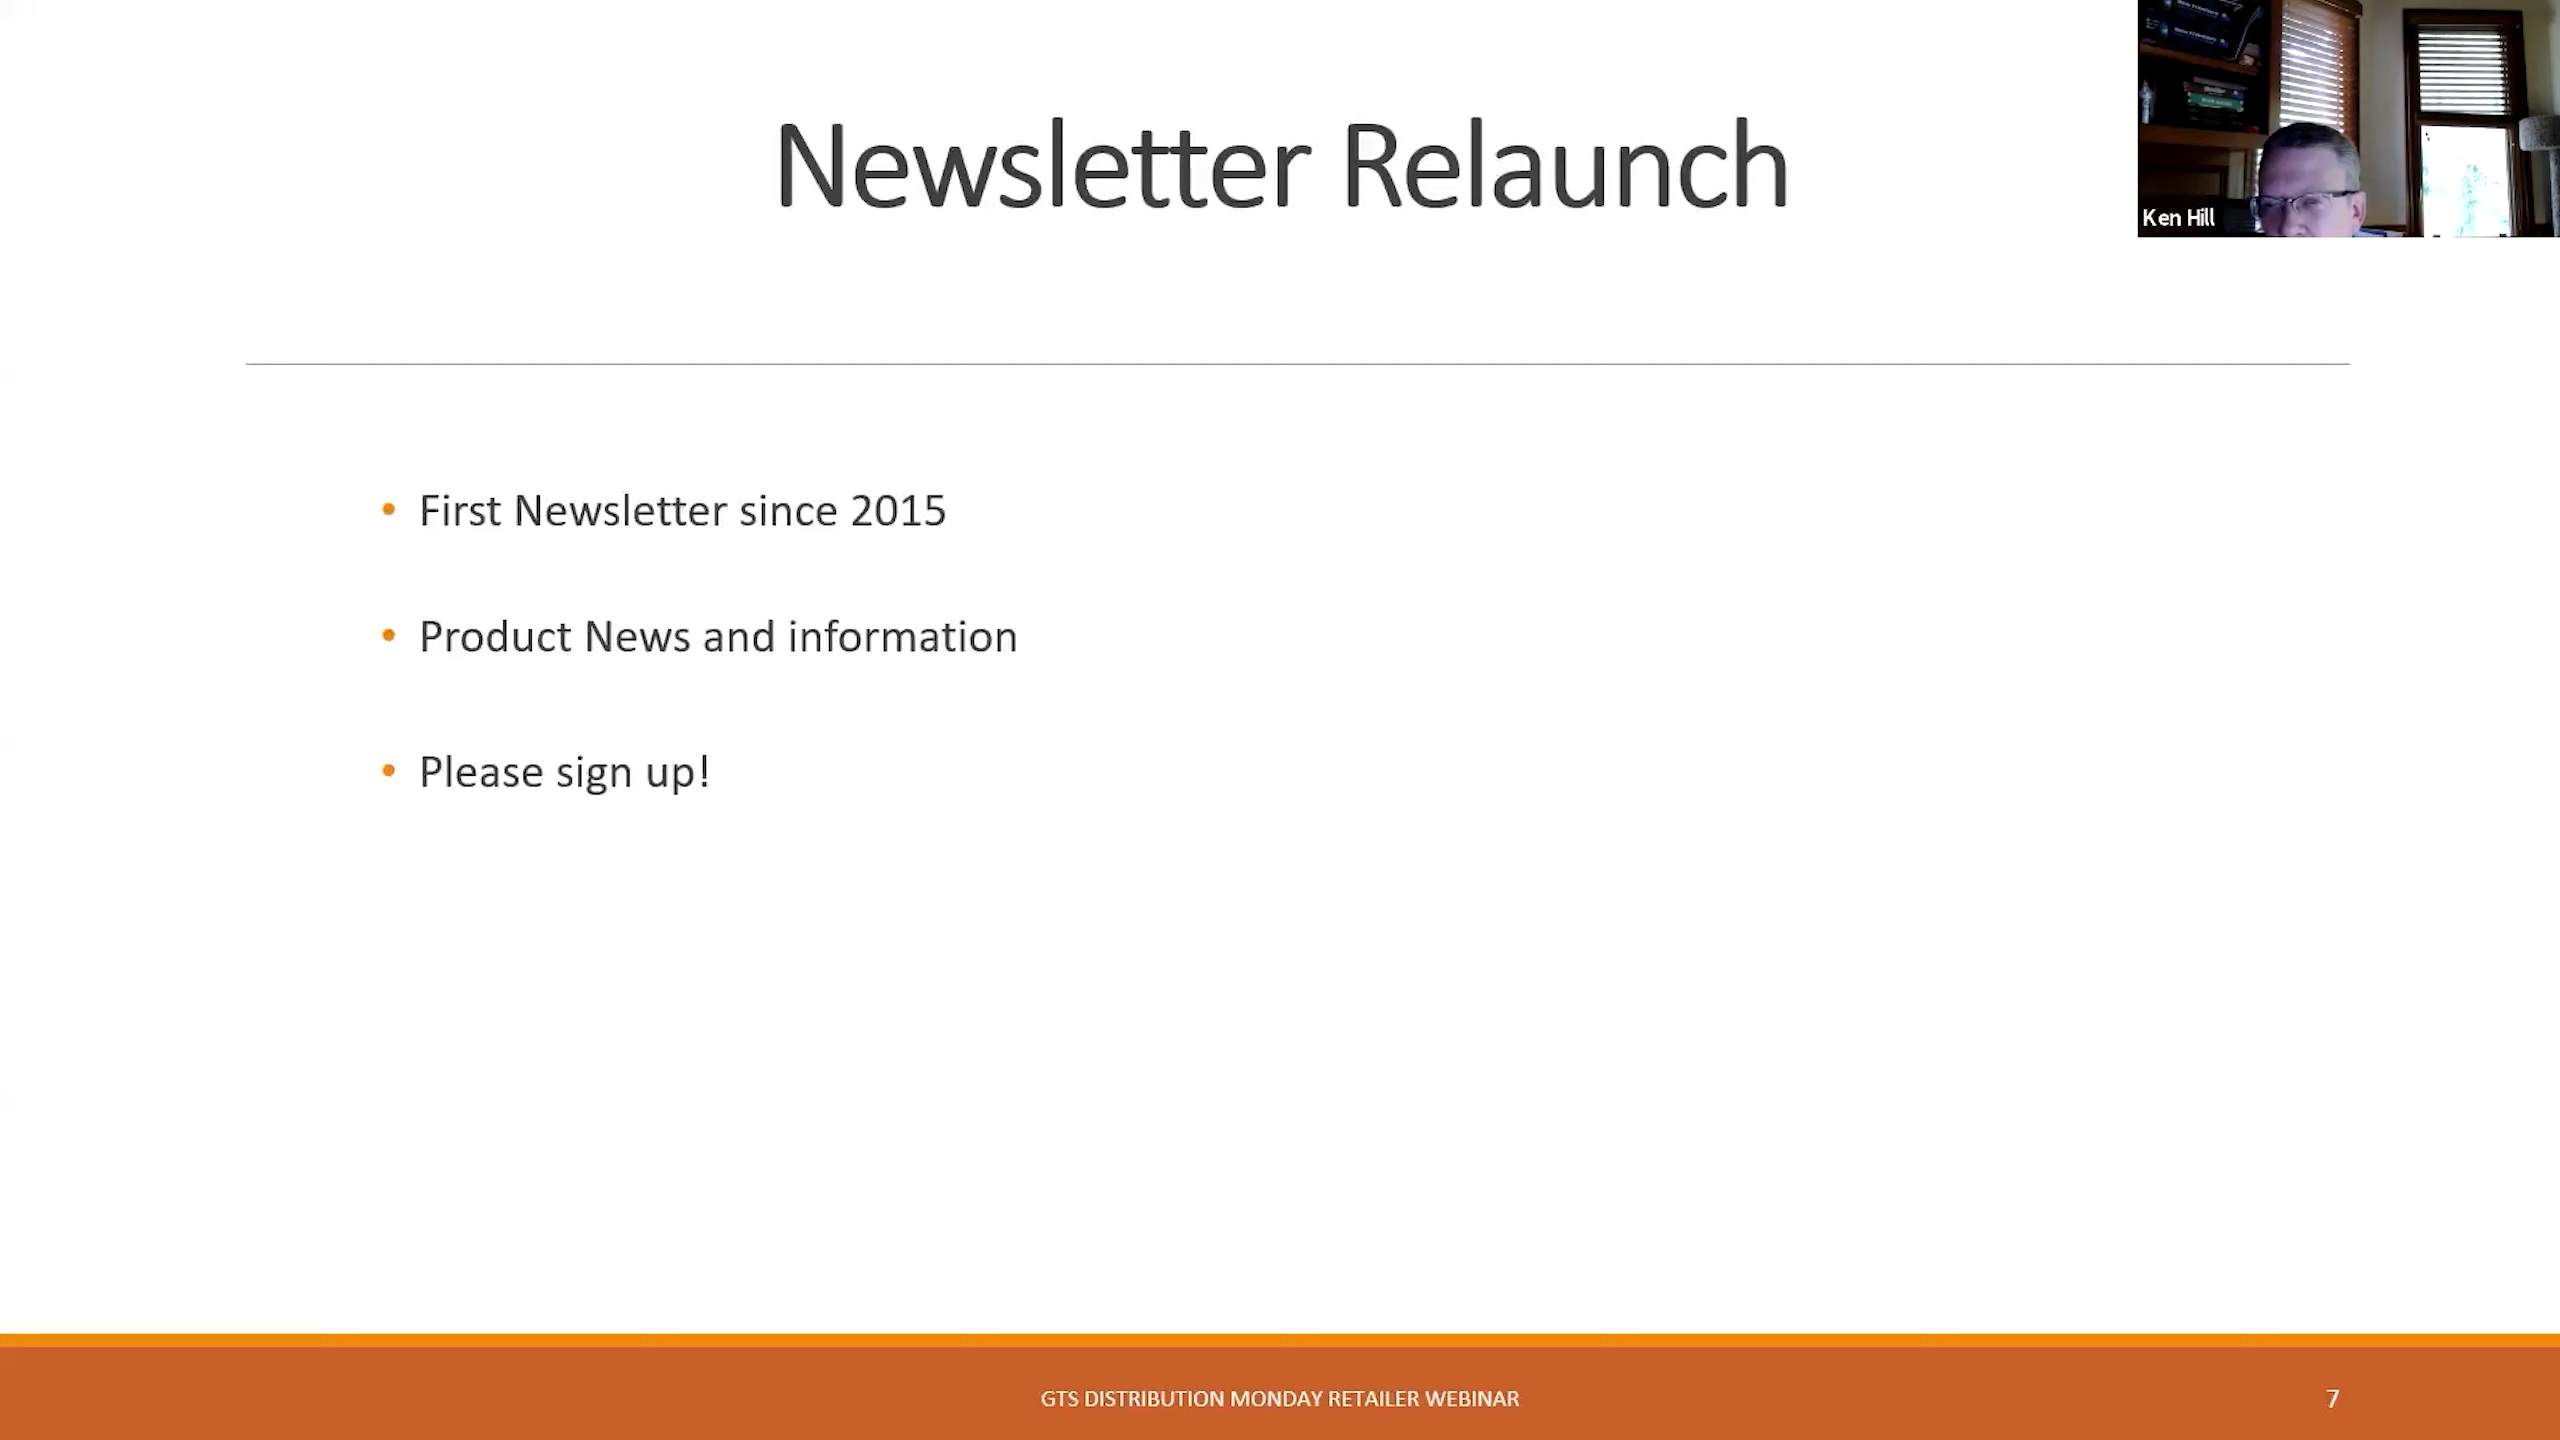 Newsletter Relaunch
Ken Hill
• First Newsletter since 2015
• Product News and information
• Please sign up!
GTS DISTRIBUTION MONDAY RETAILER WEBINAR
7